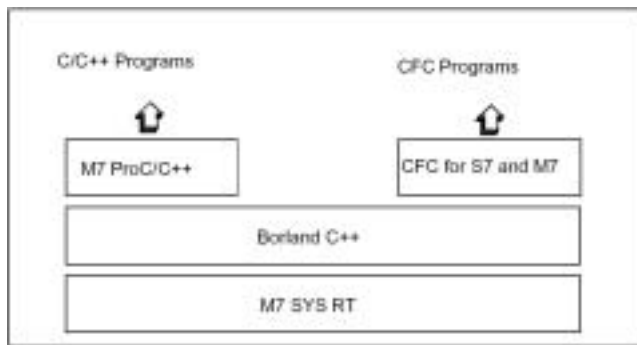 C/C++ Programs
CFC Programs
M7 ProC/C++
CFC for S7 and M7
Borland C++
M7 SYS RT